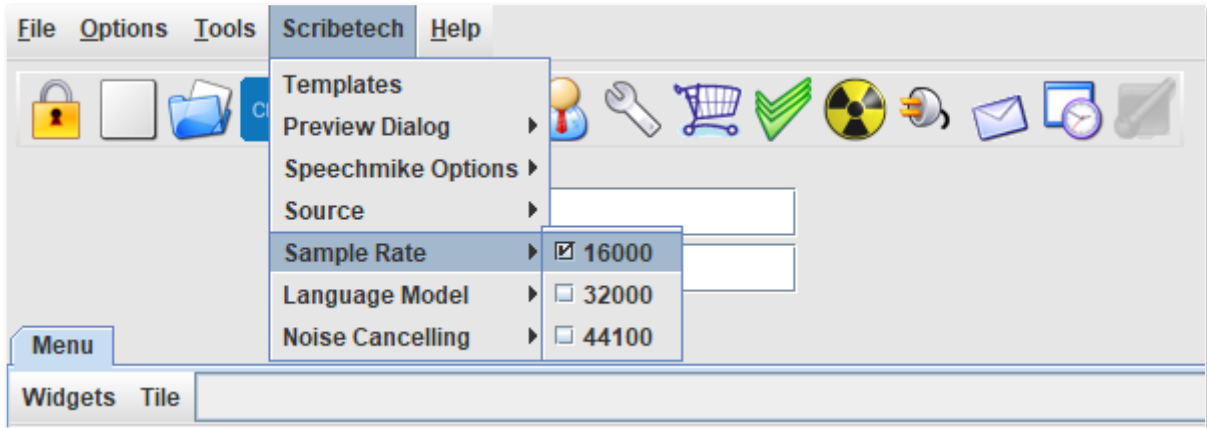 File Options Tools Scribetech Help
Templates
Preview Dialog
Speechmike Options
Source
Sample Rate 16000
Language Model 32000
Noise Cancelling 44100
Menu
Widgets Tile